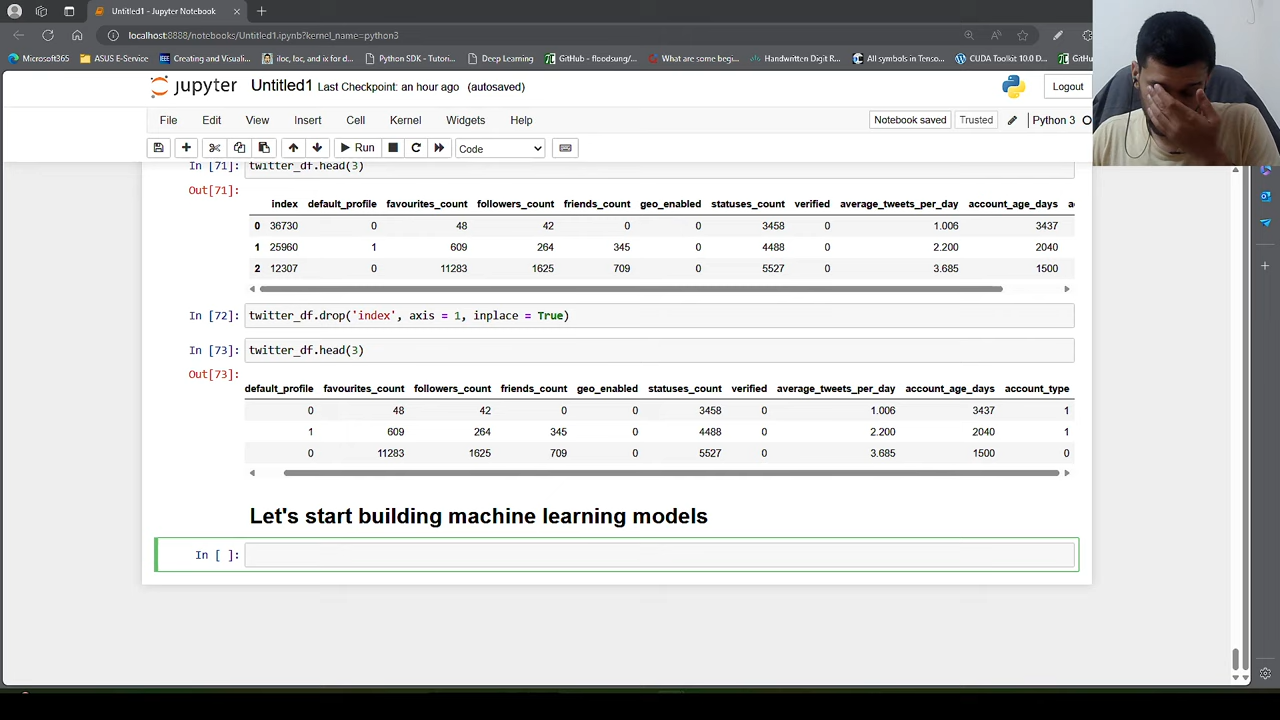 Untitled1 - Jupyter Notebook
localhost:8888/notebooks/Untitled1.ipynb?kernel_name=python3
Microsoft365 ASUS E-Service Creating and Visuali... iloc, loc, and ix for d... Python SDK - Tutori... Deep Learning GitHub - floodsung/... What are some begi... Handwritten Digit R... All symbols in Tenso... CUDA Toolkit 10.0 D... GitHu
jupyter Untitled1 Last Checkpoint: an hour ago (autosaved) Logout
File Edit View Insert Cell Kernel Widgets Help Notebook saved Trusted Python 3
Run Code
In [71]: twitter_df.head(3)
Out[71]:
index default_profile favourites_count followers_count friends_count geo_enabled statuses_count verified average_tweets_per_day account_age_days
0 36730 0 48 42 0 0 3458 0 1.006 3437
1 25960 1 609 264 345 0 4488 0 2.200 2040
2 12307 0 11283 1625 709 0 5527 0 3.685 1500
In [72]: twitter_df.drop('index', axis = 1, inplace = True)
In [73]: twitter_df.head(3)
Out[73]:
default_profile favourites_count followers_count friends_count geo_enabled statuses_count verified average_tweets_per_day account_age_days account_type
0 48 42 0 0 3458 0 1.006 3437 1
1 609 264 345 0 4488 0 2.200 2040 1
0 11283 1625 709 0 5527 0 3.685 1500 0
Let's start building machine learning models
In [ ]: